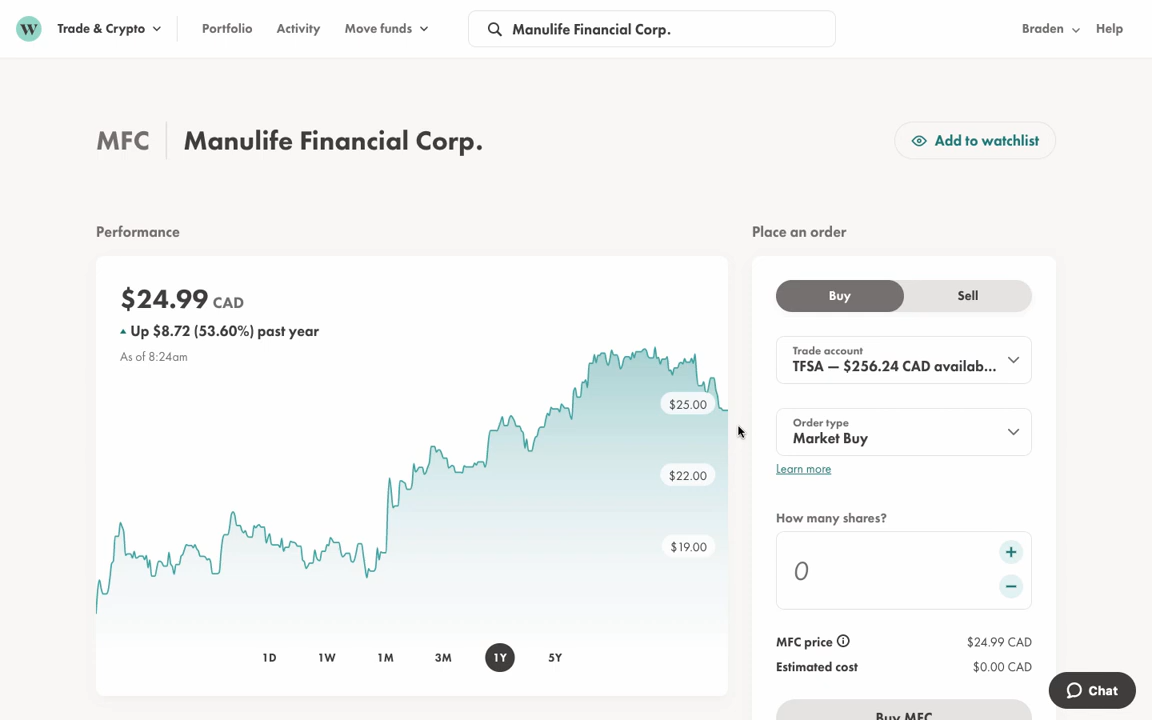 W Trade & Crypto Portfolio Activity Move funds Manulife Financial Corp. Braden Help
MFC Manulife Financial Corp. Add to watchlist
Performance
$24.99 CAD
Up $8.72 (53.60%) past year
As of 8:24am
$25.00
$22.00
$19.00
1D 1W 1M 3M 1Y 5Y
Place an order
Buy Sell
Trade account
TFSA — $256.24 CAD availab...
Order type
Market Buy
Learn more
How many shares?
0
+
−
MFC price $24.99 CAD
Estimated cost $0.00 CAD
Buy MFC
Chat